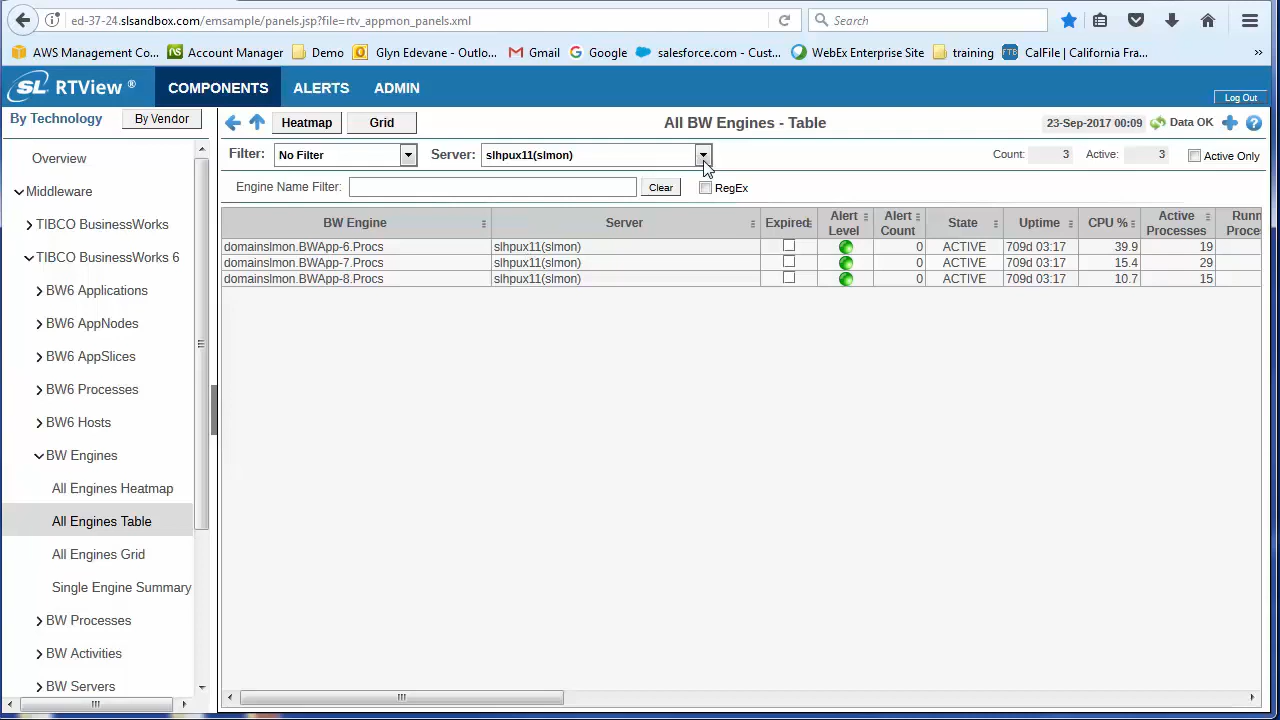 ed-37-24.slsandbox.com/emsample/panels.jsp?file=rtv_appmon_panels.xml
Search
AWS Management Co...
Account Manager
Demo
Glyn Edevane - Outlo...
Gmail
Google
salesforce.com - Cust...
WebEx Enterprise Site
training
FTB
CalFile | California Fra...
SL RTView ®
COMPONENTS
ALERTS
ADMIN
Log Out
By Technology
By Vendor
Overview
Middleware
TIBCO BusinessWorks
TIBCO BusinessWorks 6
BW6 Applications
BW6 AppNodes
BW6 AppSlices
BW6 Processes
BW6 Hosts
BW Engines
All Engines Heatmap
All Engines Table
All Engines Grid
Single Engine Summary
BW Processes
BW Activities
BW Servers
Heatmap
Grid
All BW Engines - Table
23-Sep-2017 00:09
Data OK
Filter: No Filter
Server: slhpux11(slmon)
Count: 3
Active: 3
Active Only
Engine Name Filter:
Clear
RegEx
BW Engine Server Expired Alert Level Alert Count State Uptime CPU % Active Processes Runn Proce
domainslmon.BWApp-6.Procs slhpux11(slmon) 0 ACTIVE 709d 03:17 39.9 19
domainslmon.BWApp-7.Procs slhpux11(slmon) 0 ACTIVE 709d 03:17 15.4 29
domainslmon.BWApp-8.Procs slhpux11(slmon) 0 ACTIVE 709d 03:17 10.7 15